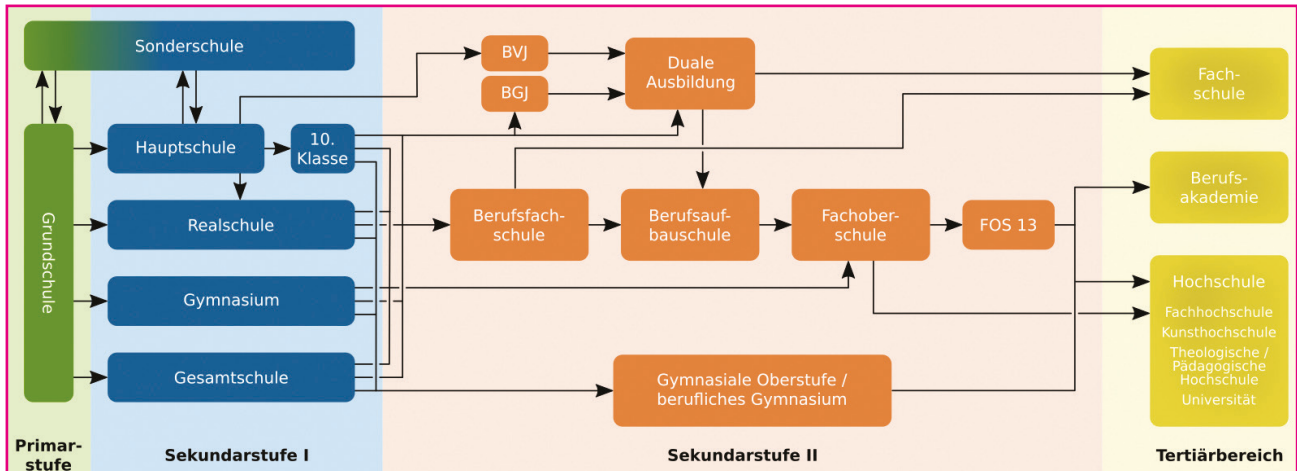 Sonderschule
Grundschule
Hauptschule
10.
Klasse
Realschule
Gymnasium
Gesamtschule
BVJ
BGJ
Duale
Ausbildung
Berufsfach-
schule
Berufsauf-
bauschule
Fachober-
schule
FOS 13
Gymnasiale Oberstufe /
berufliches Gymnasium
Fach-
schule
Berufs-
akademie
Hochschule
Fachhochschule
Kunsthochschule
Theologische /
Pädagogische
Hochschule
Universität
Primar-
stufe
Sekundarstufe I
Sekundarstufe II
Tertiärbereich